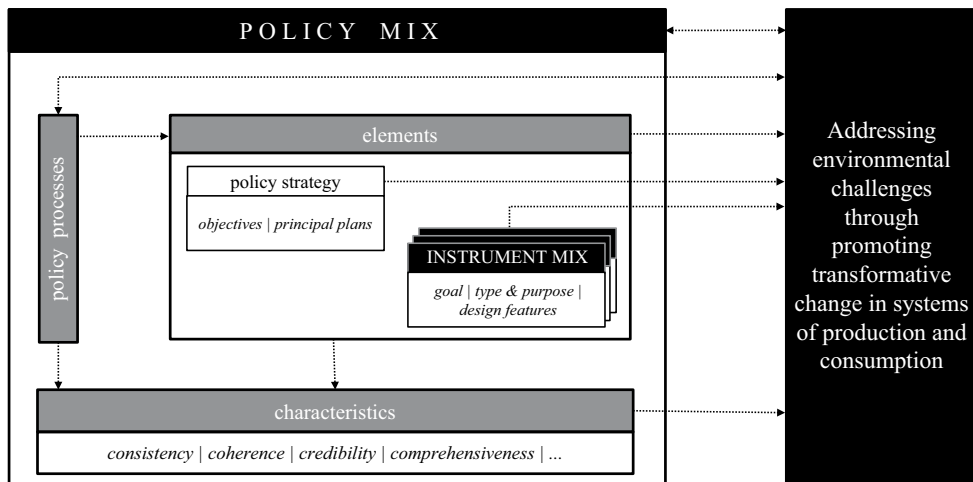 POLICY MIX
policy processes
elements
policy strategy
objectives | principal plans
INSTRUMENT MIX
goal | type & purpose |
design features
characteristics
consistency | coherence | credibility | comprehensiveness | ...
Addressing
environmental
challenges
through
promoting
transformative
change in systems
of production and
consumption